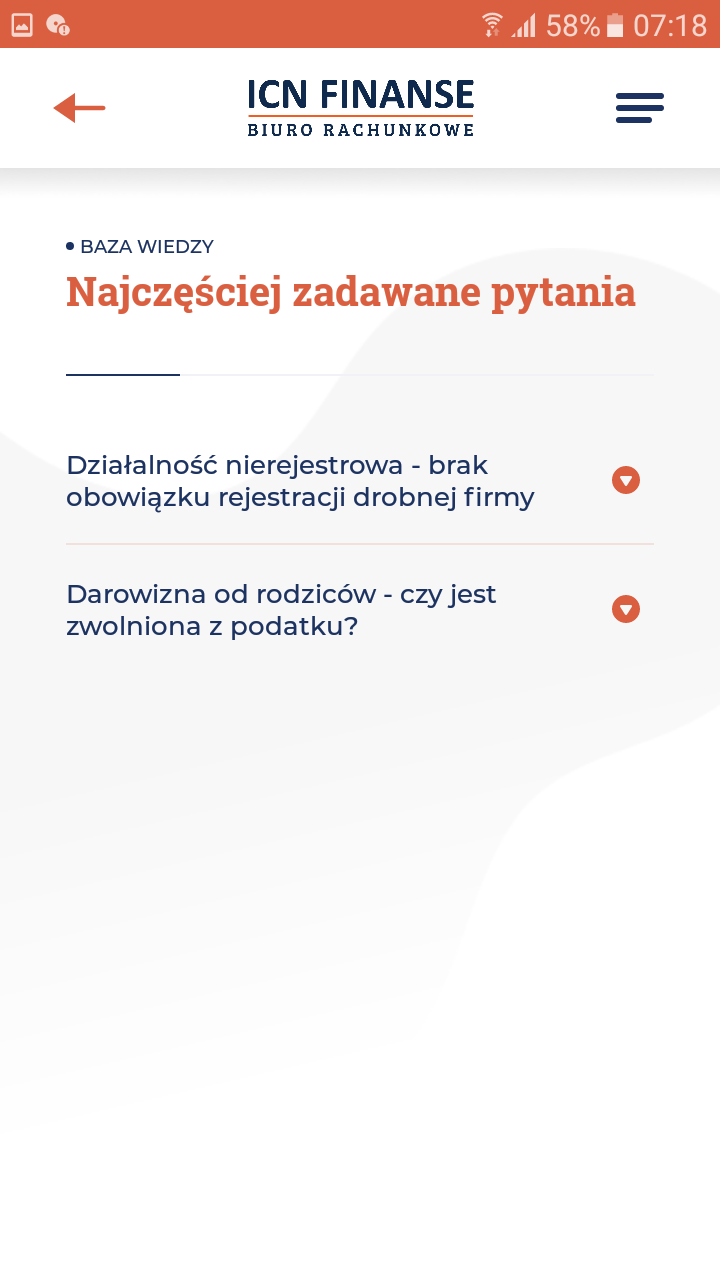 58% 07:18
ICN FINANSE
BIURO RACHUNKOWE
BAZA WIEDZY
Najczęściej zadawane pytania
Działalność nierejestrowa - brak
obowiązku rejestracji drobnej firmy
Darowizna od rodziców - czy jest
zwolniona z podatku?